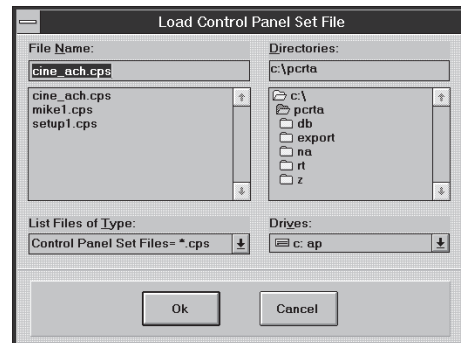 Load Control Panel Set File
File Name:
cine_ach.cps
cine_ach.cps
mike1.cps
setup1.cps
Directories:
c:\pcrta
c:\
pcrta
db
export
na
rt
z
List Files of Type:
Control Panel Set Files= *.cps
Drives:
c: ap
Ok
Cancel